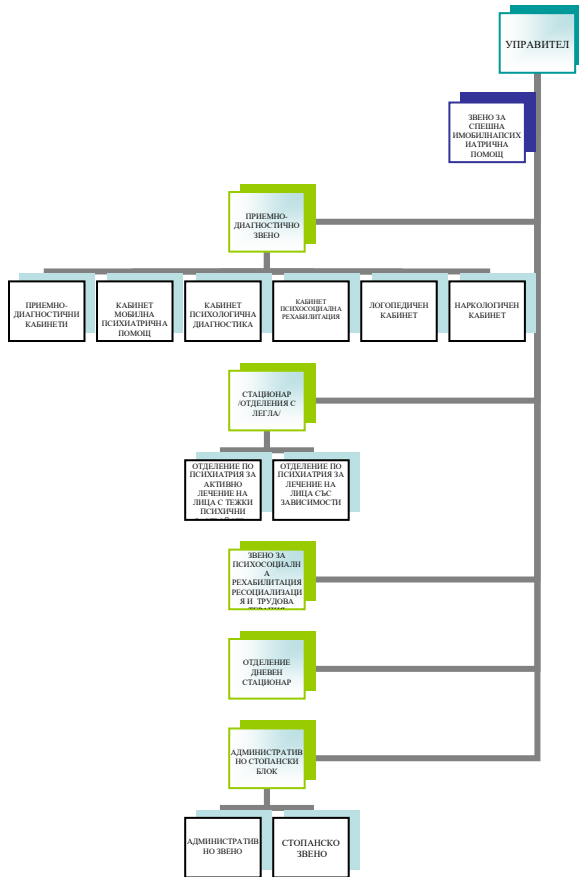 УПРАВИТЕЛ
ЗВЕНО ЗА
СПЕШНА
ИМОБИЛНАПСИХ
ИАТРИЧНА
ПОМОЩ
ПРИЕМНО-
ДИАГНОСТИЧНО
ЗВЕНО
ПРИЕМНО-
ДИАГНОСТИЧНИ
КАБИНЕТИ
КАБИНЕТ
МОБИЛНА
ПСИХИАТРИЧНА
ПОМОЩ
КАБИНЕТ
ПСИХОЛОГИЧНА
ДИАГНОСТИКА
КАБИНЕТ
ПСИХОСОЦИАЛНА
РЕХАБИЛИТАЦИЯ
ЛОГОПЕДИЧЕН
КАБИНЕТ
НАРКОЛОГИЧЕН
КАБИНЕТ
СТАЦИОНАР
/ОТДЕЛЕНИЯ С
ЛЕГЛА/
ОТДЕЛЕНИЕ ПО
ПСИХИАТРИЯ ЗА
АКТИВНО
ЛЕЧЕНИЕ НА
ЛИЦА С ТЕЖКИ
ПСИХИЧНИ
ОТДЕЛЕНИЕ ПО
ПСИХИАТРИЯ ЗА
ЛЕЧЕНИЕ НА
ЛИЦА СЪС
ЗАВИСИМОСТИ
ЗВЕНО ЗА
ПСИХОСОЦИАЛН
А
РЕХАБИЛИТАЦИЯ
РЕСОЦИАЛИЗАЦИ
Я И ТРУДОВА
ТЕРАПИЯ
ОТДЕЛЕНИЕ
ДНЕВЕН
СТАЦИОНАР
АДМИНИСТРАТИВ
НО СТОПАНСКИ
БЛОК
АДМИНИСТРАТИВ
НО ЗВЕНО
СТОПАНСКО
ЗВЕНО